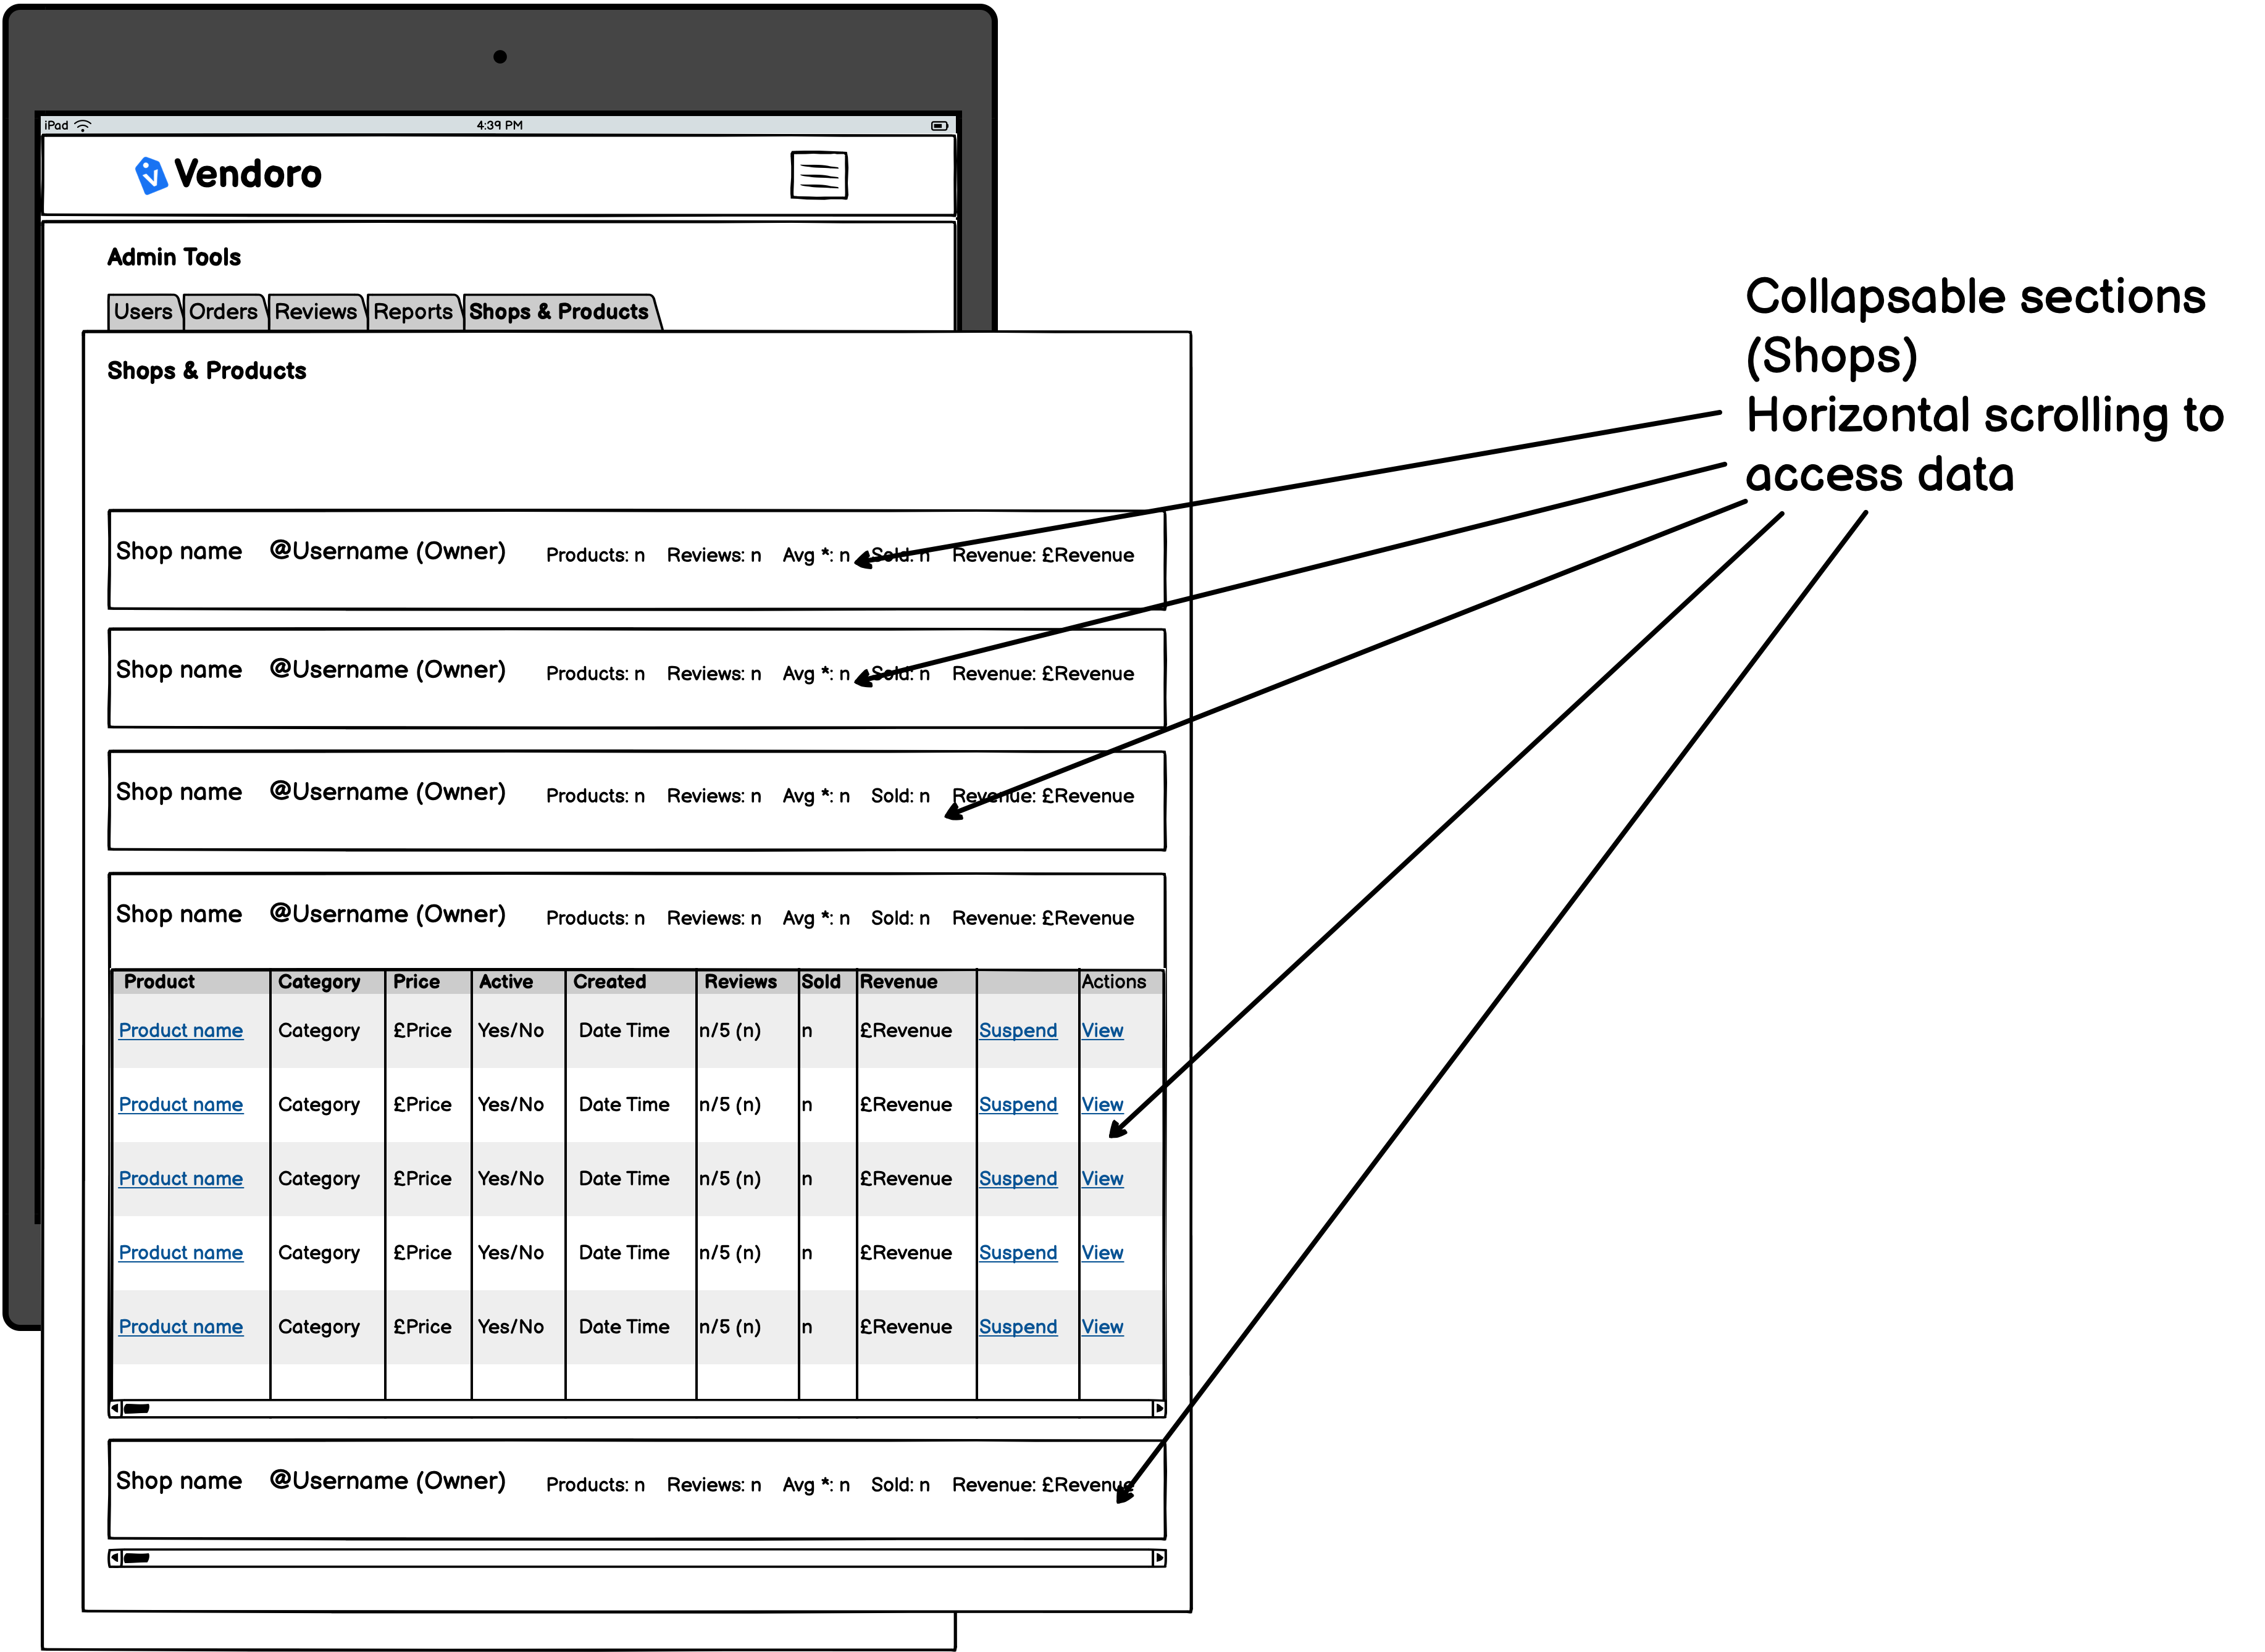 iPad
4:39 PM
Vendoro
Admin Tools
Users Orders Reviews Reports Shops & Products
Shops & Products
Collapsable sections
(Shops)
Horizontal scrolling to
access data
Shop name @Username (Owner) Products: n Reviews: n Avg *: n Sold: n Revenue: £Revenue
Shop name @Username (Owner) Products: n Reviews: n Avg *: n Sold: n Revenue: £Revenue
Shop name @Username (Owner) Products: n Reviews: n Avg *: n Sold: n Revenue: £Revenue
Shop name @Username (Owner) Products: n Reviews: n Avg *: n Sold: n Revenue: £Revenue
Product Category Price Active Created Reviews Sold Revenue Actions
Product name Category £Price Yes/No Date Time n/5 (n) n £Revenue Suspend View
Product name Category £Price Yes/No Date Time n/5 (n) n £Revenue Suspend View
Product name Category £Price Yes/No Date Time n/5 (n) n £Revenue Suspend View
Product name Category £Price Yes/No Date Time n/5 (n) n £Revenue Suspend View
Product name Category £Price Yes/No Date Time n/5 (n) n £Revenue Suspend View
Shop name @Username (Owner) Products: n Reviews: n Avg *: n Sold: n Revenue: £Revenue